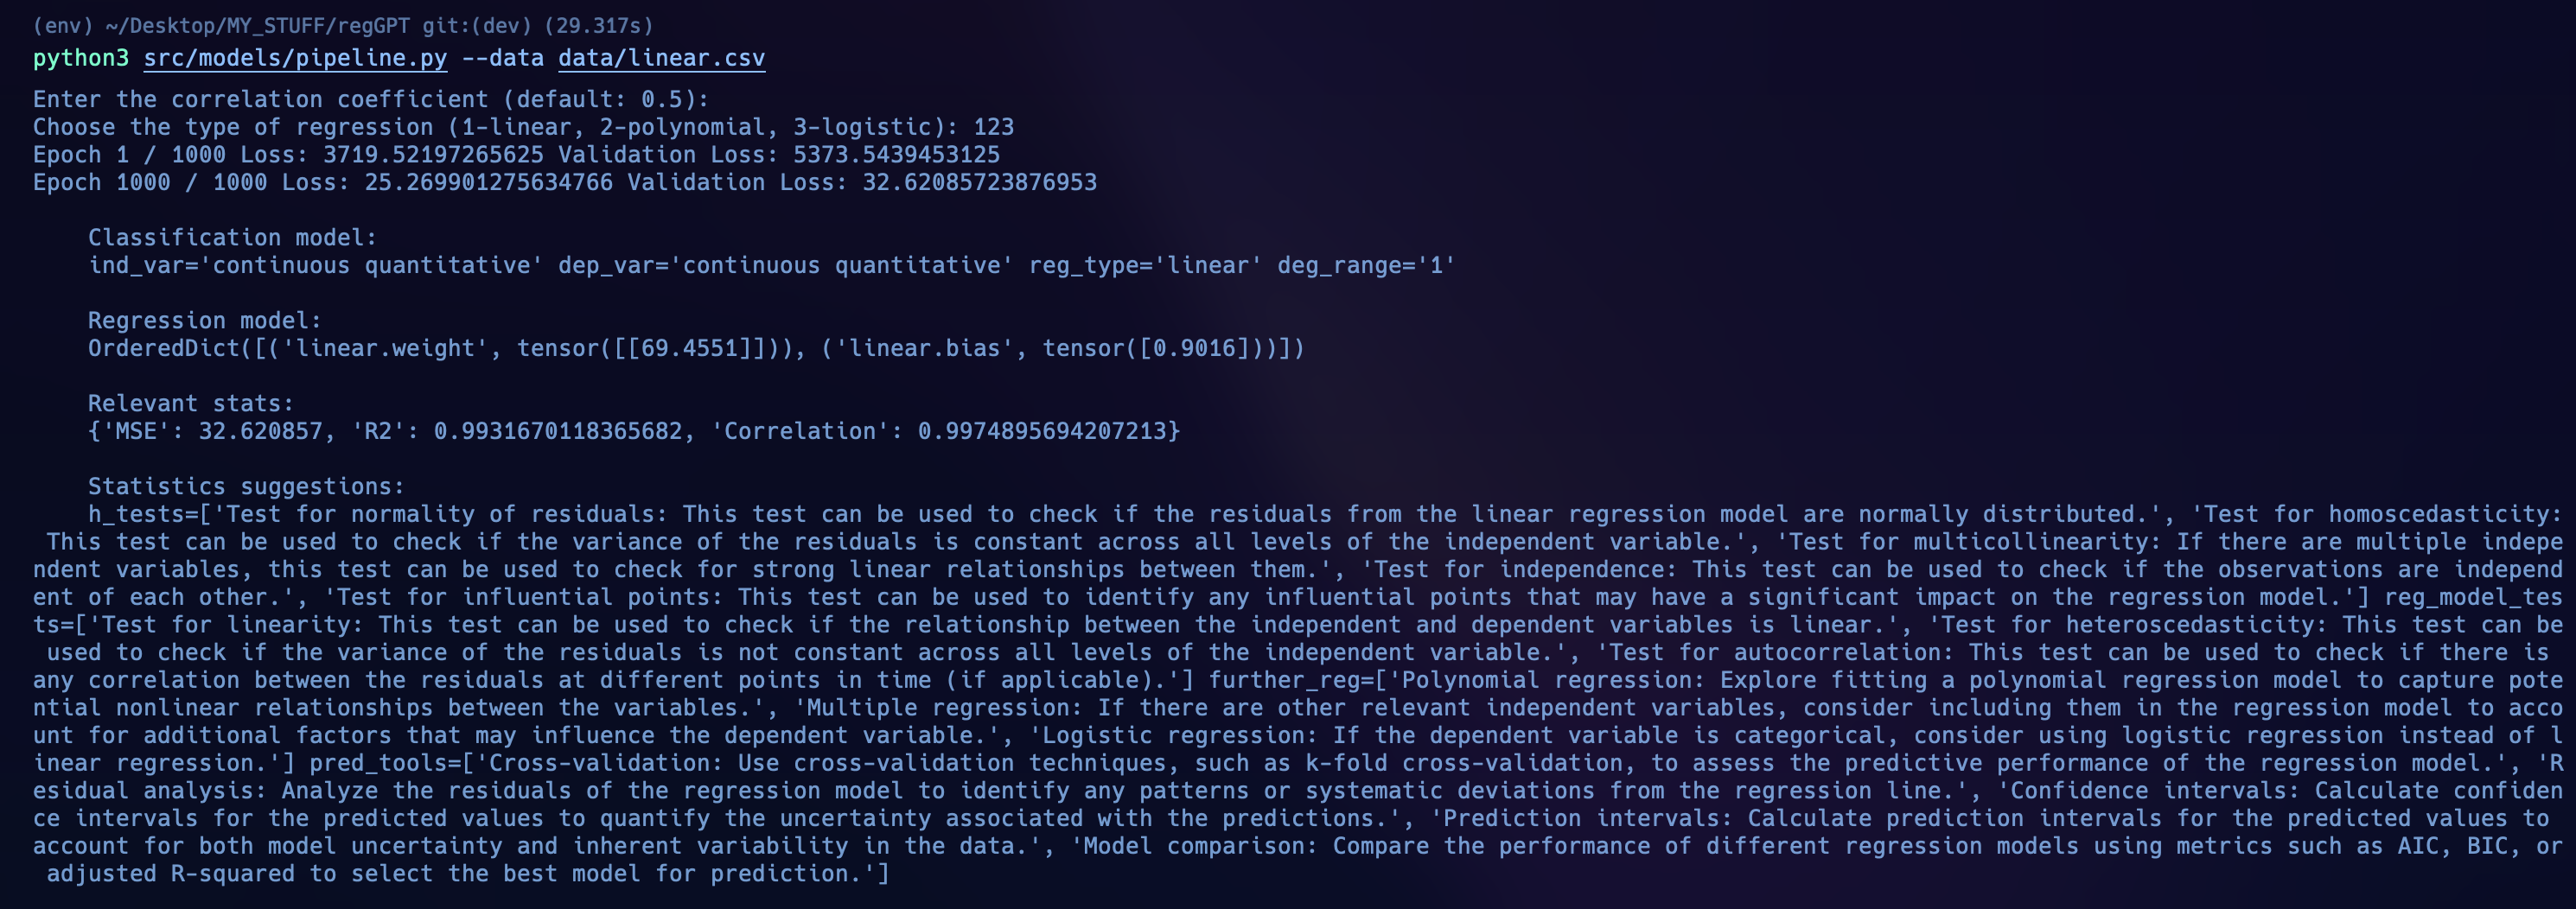 (env) ~/Desktop/MY_STUFF/regGPT git:(dev) (29.317s)
python3 src/models/pipeline.py --data data/linear.csv
Enter the correlation coefficient (default: 0.5):
Choose the type of regression (1-linear, 2-polynomial, 3-logistic): 123
Epoch 1 / 1000 Loss: 3719.52197265625 Validation Loss: 5373.5439453125
Epoch 1000 / 1000 Loss: 25.269901275634766 Validation Loss: 32.62085723876953
Classification model:
ind_var='continuous quantitative' dep_var='continuous quantitative' reg_type='linear' deg_range='1'
Regression model:
OrderedDict([('linear.weight', tensor([[69.4551]])), ('linear.bias', tensor([0.9016]))])
Relevant stats:
{'MSE': 32.620857, 'R2': 0.9931670118365682, 'Correlation': 0.9974895694207213}
Statistics suggestions:
h_tests=['Test for normality of residuals: This test can be used to check if the residuals from the linear regression model are normally distributed.', 'Test for homoscedasticity:
This test can be used to check if the variance of the residuals is constant across all levels of the independent variable.', 'Test for multicollinearity: If there are multiple indepe
ndent variables, this test can be used to check for strong linear relationships between them.', 'Test for independence: This test can be used to check if the observations are independ
ent of each other.', 'Test for influential points: This test can be used to identify any influential points that may have a significant impact on the regression model.'] reg_model_tes
ts=['Test for linearity: This test can be used to check if the relationship between the independent and dependent variables is linear.', 'Test for heteroscedasticity: This test can be
used to check if the variance of the residuals is not constant across all levels of the independent variable.', 'Test for autocorrelation: This test can be used to check if there is
any correlation between the residuals at different points in time (if applicable).'] further_reg=['Polynomial regression: Explore fitting a polynomial regression model to capture pote
ntial nonlinear relationships between the variables.', 'Multiple regression: If there are other relevant independent variables, consider including them in the regression model to acco
unt for additional factors that may influence the dependent variable.', 'Logistic regression: If the dependent variable is categorical, consider using logistic regression instead of l
inear regression.'] pred_tools=['Cross-validation: Use cross-validation techniques, such as k-fold cross-validation, to assess the predictive performance of the regression model.', 'R
esidual analysis: Analyze the residuals of the regression model to identify any patterns or systematic deviations from the regression line.', 'Confidence intervals: Calculate confiden
ce intervals for the predicted values to quantify the uncertainty associated with the predictions.', 'Prediction intervals: Calculate prediction intervals for the predicted values to
account for both model uncertainty and inherent variability in the data.', 'Model comparison: Compare the performance of different regression models using metrics such as AIC, BIC, or
adjusted R-squared to select the best model for prediction.']